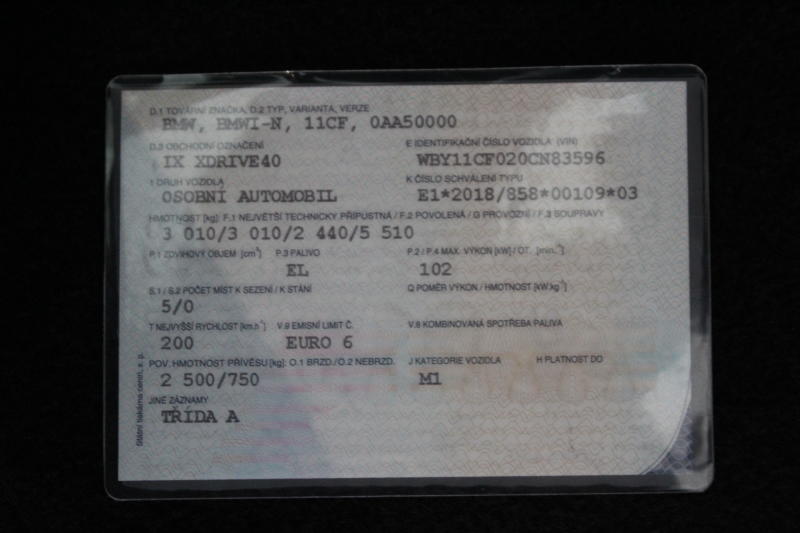 D.1 TOVÁRNÍ ZNAČKA, D.2 TYP, VARIANTA, VERZE
BMW, BMWI-N, 11CF, 0AA50000
D.3 OBCHODNÍ OZNAČENÍ E IDENTIFIKAČNÍ ČÍSLO VOZIDLA (VIN)
IX XDRIVE40 WBY11CF020CN83596
1 DRUH VOZIDLA K ČÍSLO SCHVÁLENÍ TYPU
OSOBNÍ AUTOMOBIL E1*2018/858*00109*03
HMOTNOST [kg]: F.1 NEJVĚTŠÍ TECHNICKY PŘÍPUSTNÁ / F.2 POVOLENÁ / G PROVOZNÍ / F.3 SOUPRAVY
3 010/3 010/2 440/5 510
P.1 ZDVIHOVÝ OBJEM [cm³] P.3 PALIVO P.2 / P.4 MAX. VÝKON [kW] / OT. [min.⁻¹]
EL 102
S.1 / S.2 POČET MÍST K SEZENÍ / K STÁNÍ Q POMĚR VÝKON / HMOTNOST [kW.kg⁻¹]
5/0
T NEJVYŠŠÍ RYCHLOST [km.h⁻¹] V.9 EMISNÍ LIMIT Č. V.8 KOMBINOVANÁ SPOTŘEBA PALIVA
200 EURO 6
POV. HMOTNOST PŘÍVĚSU [kg]: O.1 BRZD./O.2 NEBRZD. J KATEGORIE VOZIDLA H PLATNOST DO
2 500/750 M1
JINÉ ZÁZNAMY
TŘÍDA A
Státní tiskárna cenin, s. p.